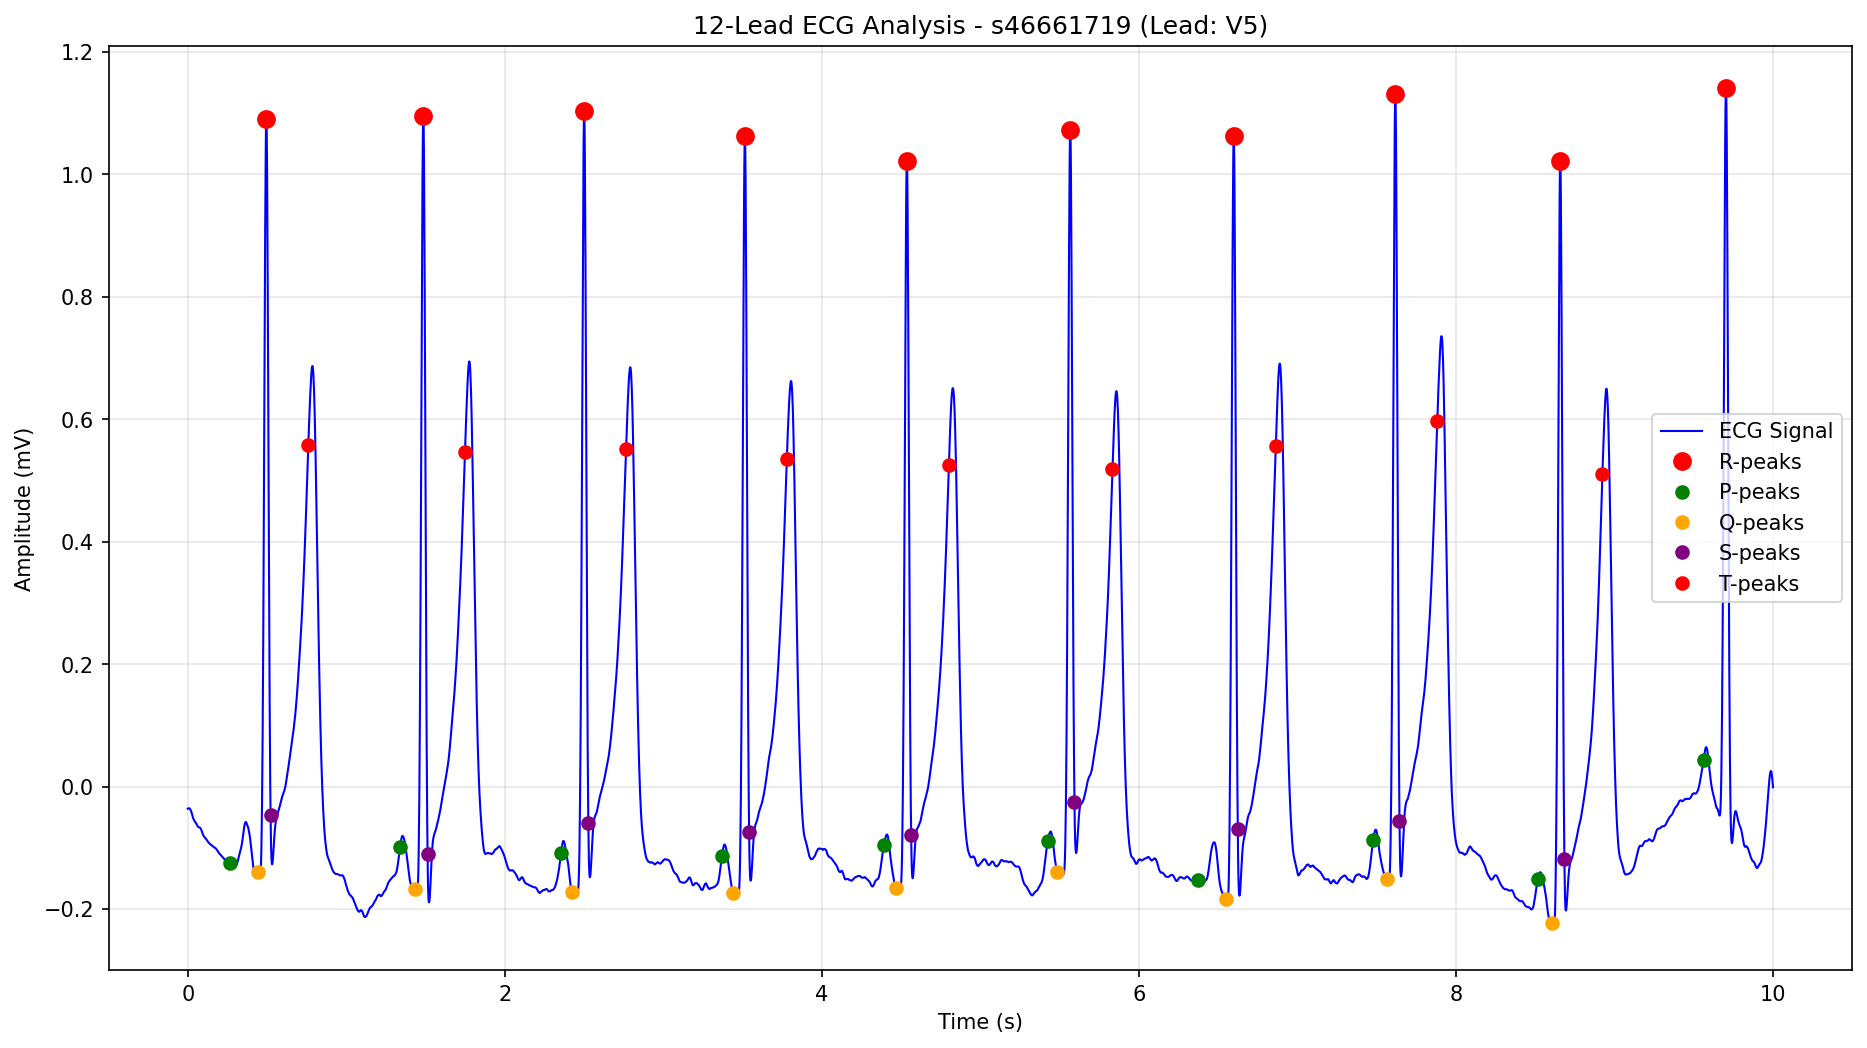 12-Lead ECG Analysis - s46661719 (Lead: V5)
1.2
1.0
0.8
0.6
0.4
0.2
0.0
−0.2
Amplitude (mV)
ECG Signal
R-peaks
P-peaks
Q-peaks
S-peaks
T-peaks
0
2
4
6
8
10
Time (s)